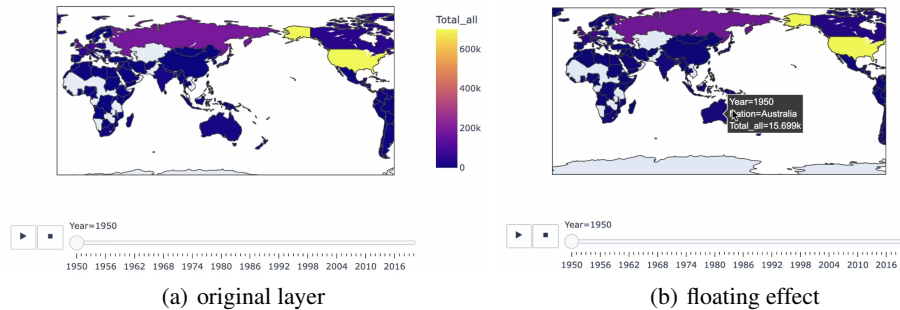 Total_all
600k
400k
200k
0
Year=1950
Nation=Australia
Total_all=15.699k
Year=1950
1950 1956 1962 1968 1974 1980 1986 1992 1998 2004 2010 2016
Year=1950
1950 1956 1962 1968 1974 1980 1986 1992 1998 2004 2010 2016
(a) original layer
(b) floating effect